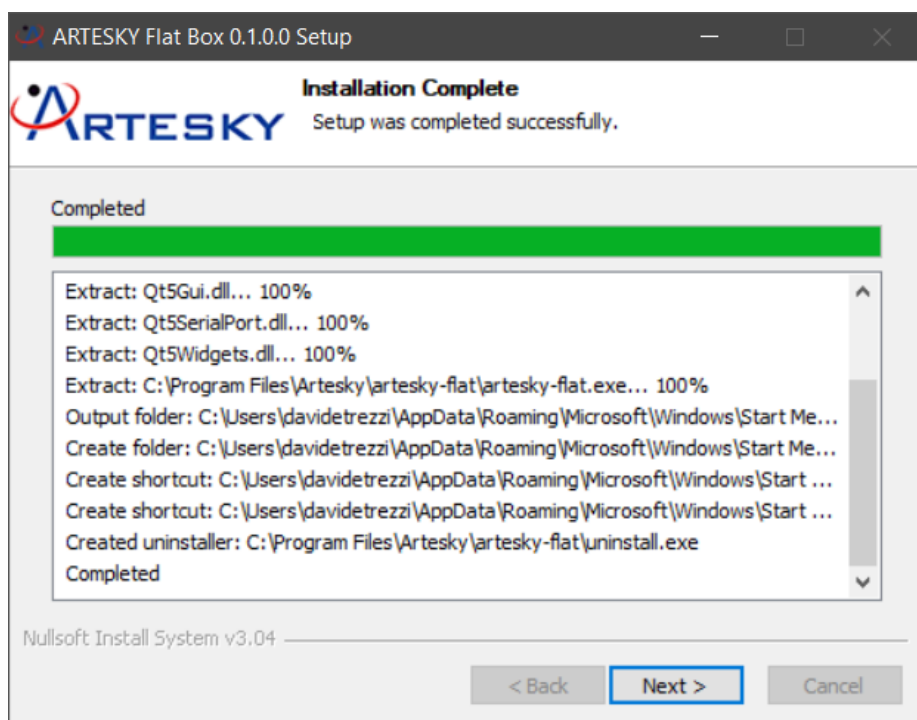 ARTESKY Flat Box 0.1.0.0 Setup
ARTESKY
Installation Complete
Setup was completed successfully.
Completed
Extract: Qt5Gui.dll... 100%
Extract: Qt5SerialPort.dll... 100%
Extract: Qt5Widgets.dll... 100%
Extract: C:\Program Files\Artesky\artesky-flat\artesky-flat.exe... 100%
Output folder: C:\Users\davidetrezzi\AppData\Roaming\Microsoft\Windows\Start Me...
Create folder: C:\Users\davidetrezzi\AppData\Roaming\Microsoft\Windows\Start Me...
Create shortcut: C:\Users\davidetrezzi\AppData\Roaming\Microsoft\Windows\Start ...
Create shortcut: C:\Users\davidetrezzi\AppData\Roaming\Microsoft\Windows\Start ...
Created uninstaller: C:\Program Files\Artesky\artesky-flat\uninstall.exe
Completed
Nullsoft Install System v3.04
< Back Next > Cancel